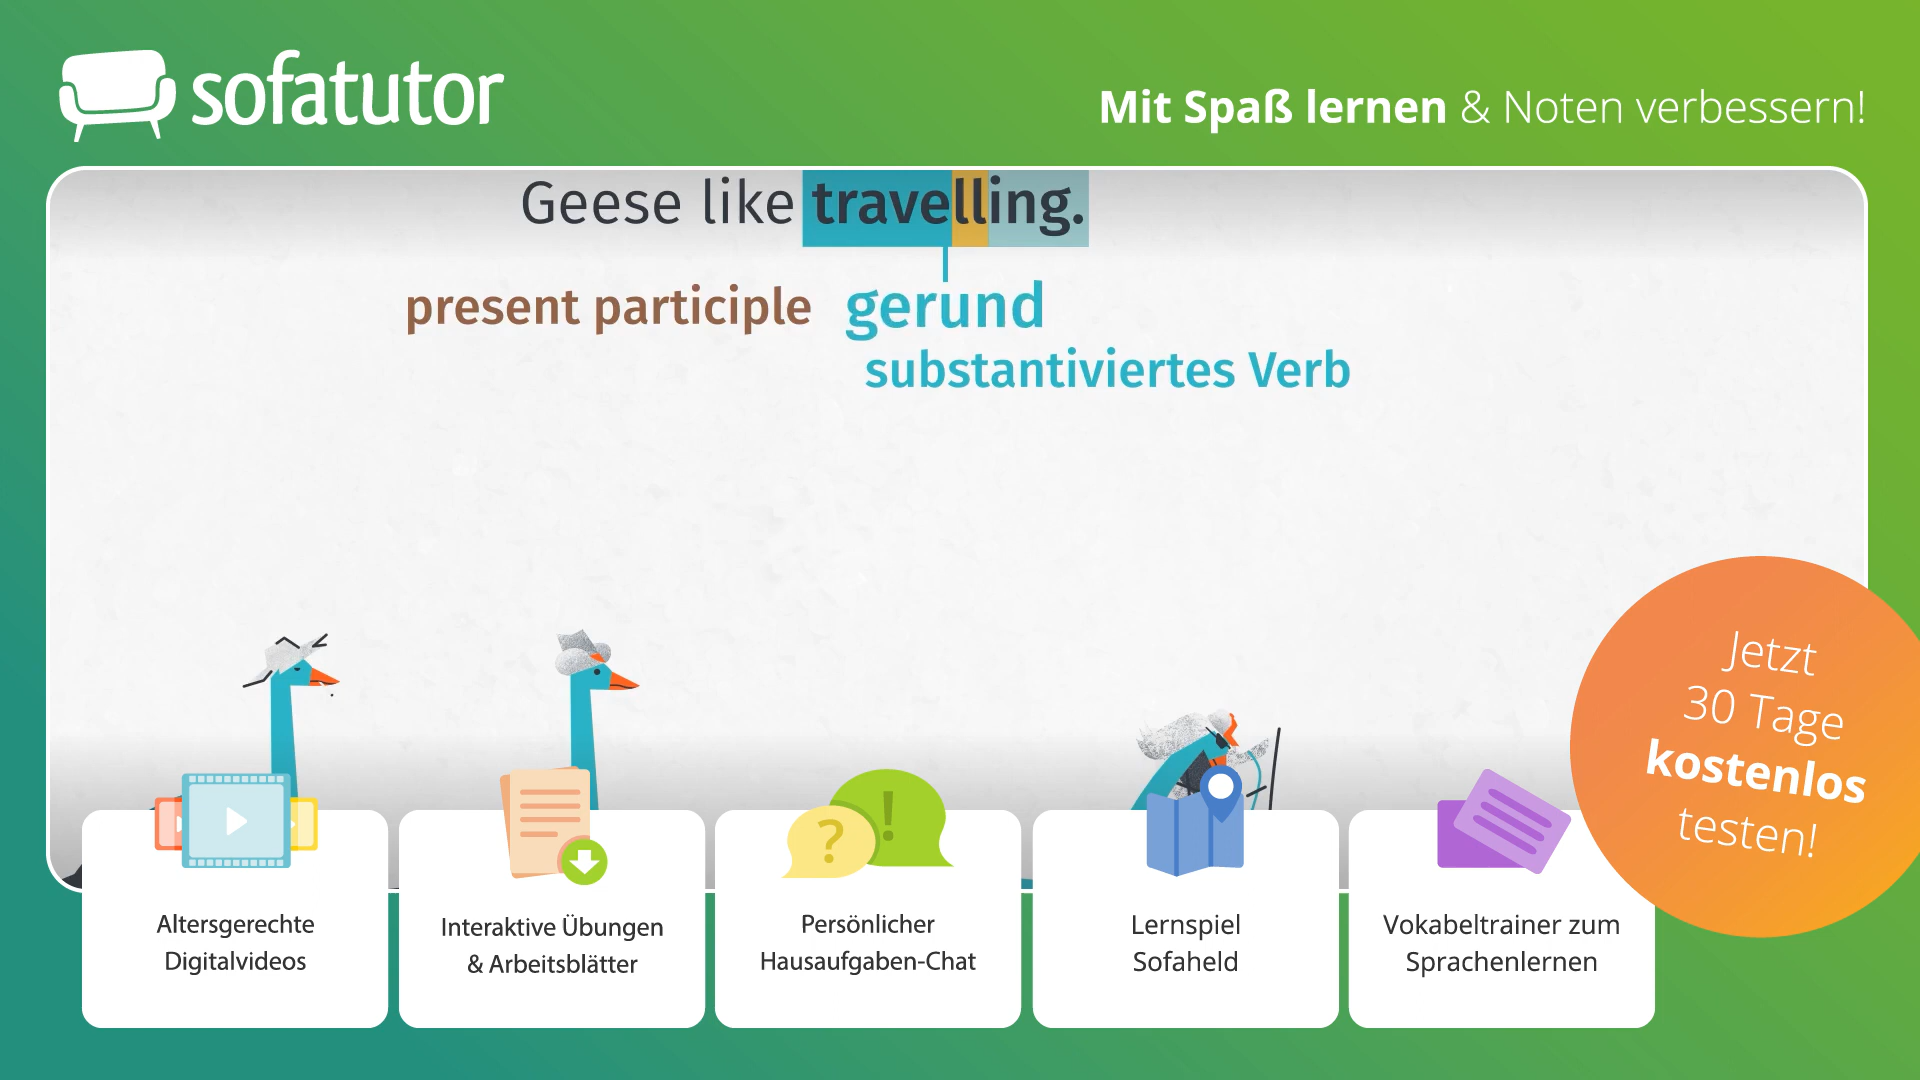 sofatutor
Mit Spaß lernen & Noten verbessern!
Geese like travelling.
present participle gerund
substantiviertes Verb
Jetzt
30 Tage
kostenlos
testen!
? !
Altersgerechte
Digitalvideos
Interaktive Übungen
& Arbeitsblätter
Persönlicher
Hausaufgaben-Chat
Lernspiel
Sofaheld
Vokabeltrainer zum
Sprachenlernen